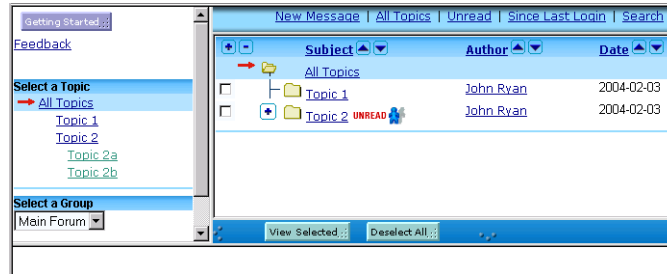 Getting Started
Feedback
Select a Topic
All Topics
Topic 1
Topic 2
Topic 2a
Topic 2b
Select a Group
Main Forum
New Message | All Topics | Unread | Since Last Login | Search
Subject Author Date
All Topics
Topic 1 John Ryan 2004-02-03
Topic 2 UNREAD John Ryan 2004-02-03
View Selected Deselect All